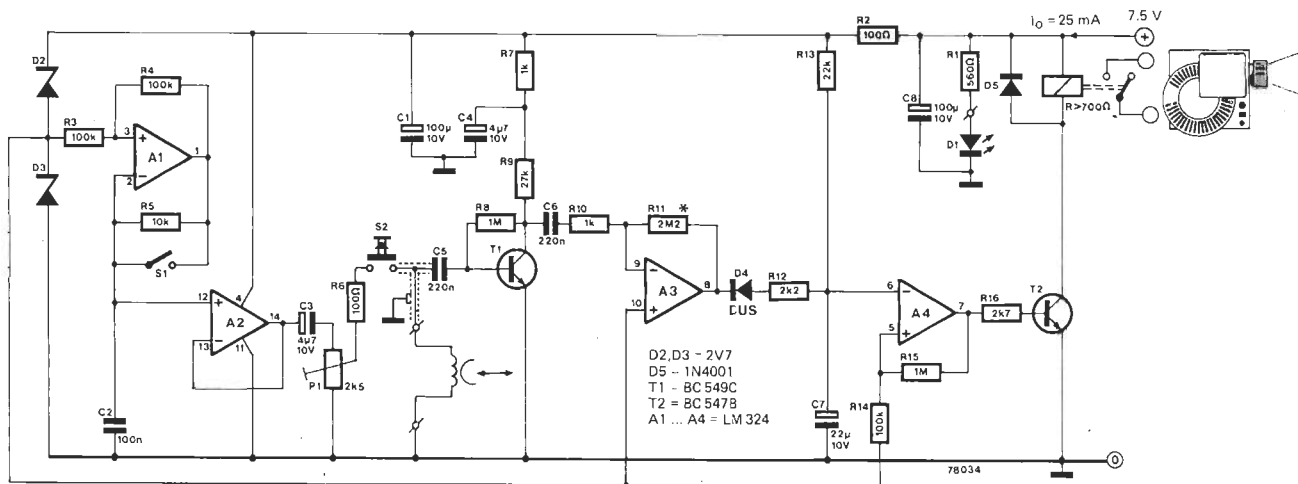 I₀ = 25 mA
7.5 V
+
D2
R4
100k
R3
100k
3
+
A1
1
−
2
D3
R5
10k
S1
12
+
A2
4
14
−
13
11
C2
100n
C3
4µ7
10V
P1
2k5
R6
100Ω
S2
C1
100µ
10V
C4
4µ7
10V
R7
1k
R9
27k
R8
1M
C5
220n
T1
C6
220n
R10
1k
R11
2M2
*
9
−
A3
8
10
+
D4
DUS
R12
2k2
R13
22k
R2
100Ω
C8
100µ
10V
R1
560Ω
D1
D5
R>700Ω
6
−
A4
7
5
+
R16
2k7
T2
R15
1M
R14
100k
C7
22µ
10V
D2,D3 = 2V7
D5 = 1N4001
T1 = BC549C
T2 = BC547B
A1 ... A4 = LM 324
78034
0